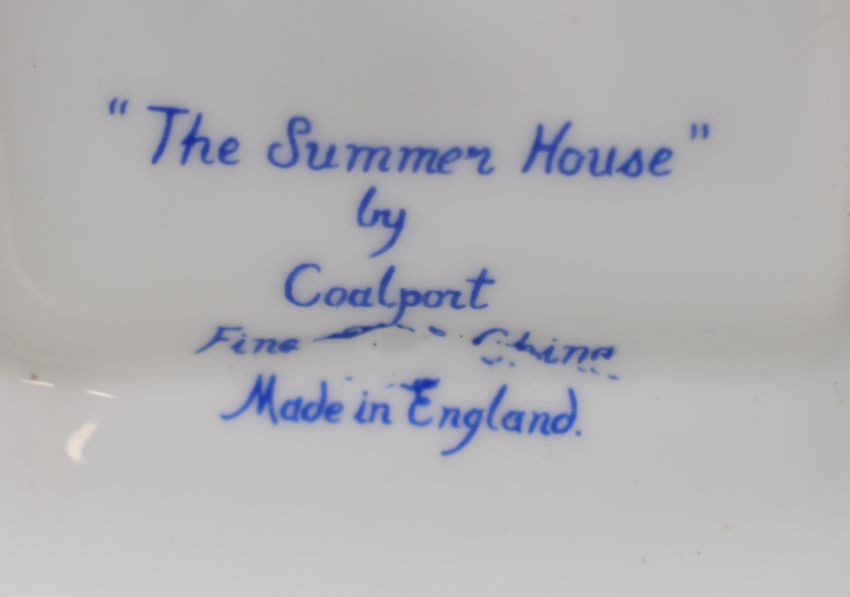 "The Summer House"
by
Coalport
Fine China
Made in England.